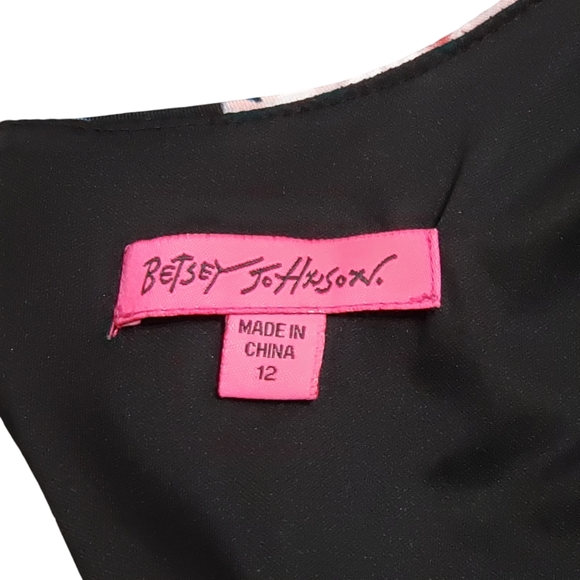 BETSEY JOHNSON.
MADE IN
CHINA
12